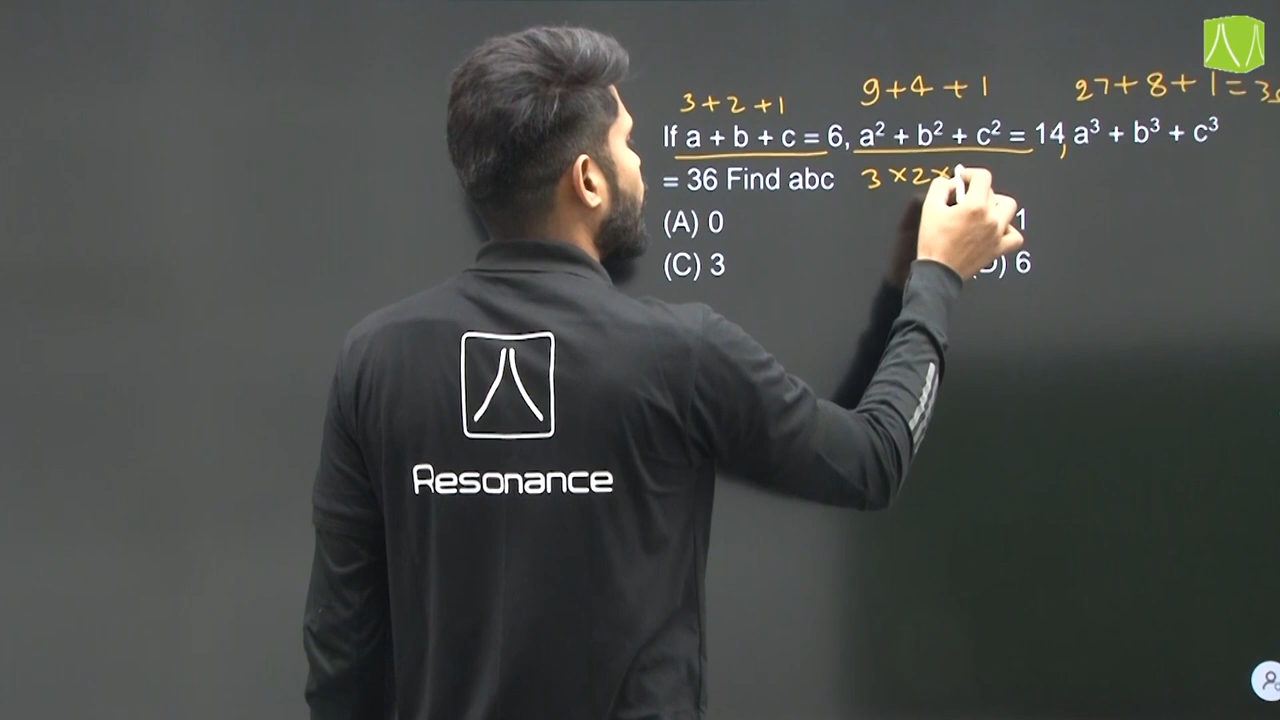 3+2+1 9+4+1 27+8+1=
If a + b + c = 6, a² + b² + c² = 14, a³ + b³ + c³
= 36 Find abc 3×2×
(A) 0 1
(C) 3 (D) 6
Resonance